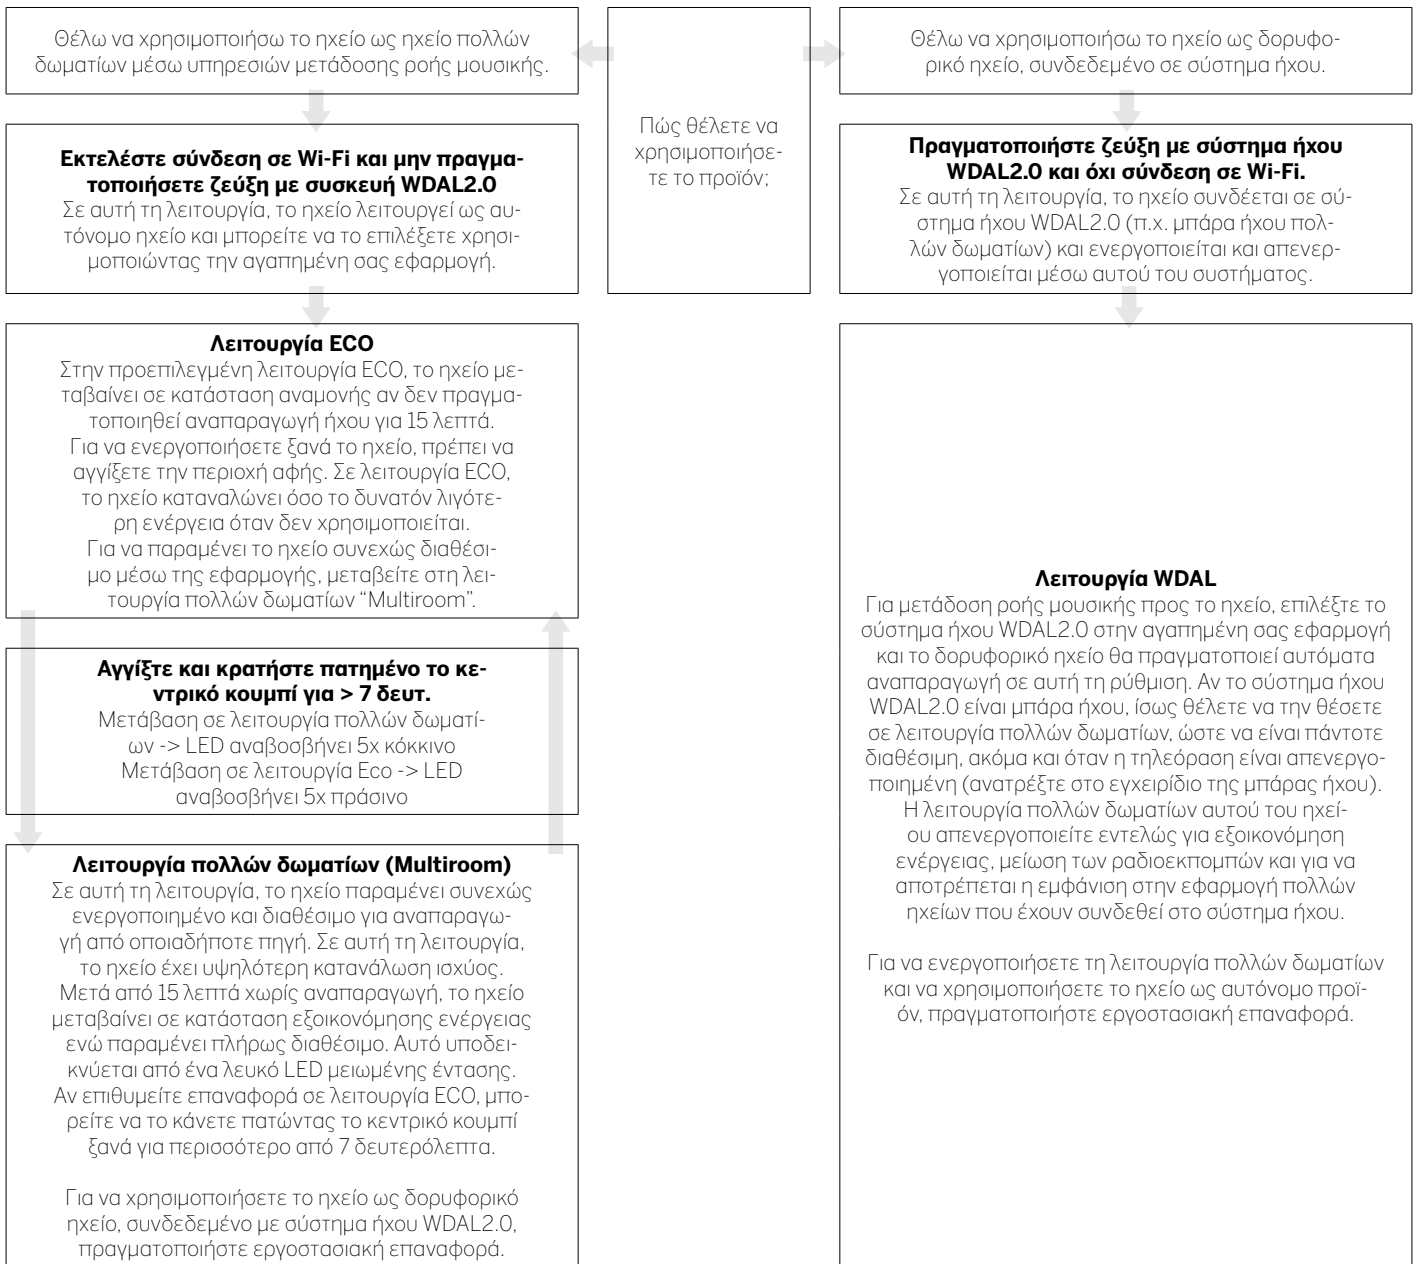 Θέλω να χρησιμοποιήσω το ηχείο ως ηχείο πολλών
δωματίων μέσω υπηρεσιών μετάδοσης ροής μουσικής.
Εκτελέστε σύνδεση σε Wi-Fi και μην πραγμα-
τοποιήσετε ζεύξη με συσκευή WDAL2.0
Σε αυτή τη λειτουργία, το ηχείο λειτουργεί ως αυ-
τόνομο ηχείο και μπορείτε να το επιλέξετε χρησι-
μοποιώντας την αγαπημένη σας εφαρμογή.
Λειτουργία ECO
Στην προεπιλεγμένη λειτουργία ECO, το ηχείο με-
ταβαίνει σε κατάσταση αναμονής αν δεν πραγμα-
τοποιηθεί αναπαραγωγή ήχου για 15 λεπτά.
Για να ενεργοποιήσετε ξανά το ηχείο, πρέπει να
αγγίξετε την περιοχή αφής. Σε λειτουργία ECO,
το ηχείο καταναλώνει όσο το δυνατόν λιγότε-
ρη ενέργεια όταν δεν χρησιμοποιείται.
Για να παραμένει το ηχείο συνεχώς διαθέσι-
μο μέσω της εφαρμογής, μεταβείτε στη λει-
τουργία πολλών δωματίων “Multiroom”.
Αγγίξτε και κρατήστε πατημένο το κε-
ντρικό κουμπί για > 7 δευτ.
Μετάβαση σε λειτουργία πολλών δωματί-
ων -> LED αναβοσβήνει 5x κόκκινο
Μετάβαση σε λειτουργία Eco -> LED
αναβοσβήνει 5x πράσινο
Λειτουργία πολλών δωματίων (Multiroom)
Σε αυτή τη λειτουργία, το ηχείο παραμένει συνεχώς
ενεργοποιημένο και διαθέσιμο για αναπαραγω-
γή από οποιαδήποτε πηγή. Σε αυτή τη λειτουργία,
το ηχείο έχει υψηλότερη κατανάλωση ισχύος.
Μετά από 15 λεπτά χωρίς αναπαραγωγή, το ηχείο
μεταβαίνει σε κατάσταση εξοικονόμησης ενέργειας
ενώ παραμένει πλήρως διαθέσιμο. Αυτό υποδει-
κνύεται από ένα λευκό LED μειωμένης έντασης.
Αν επιθυμείτε επαναφορά σε λειτουργία ECO, μπο-
ρείτε να το κάνετε πατώντας το κεντρικό κουμπί
ξανά για περισσότερο από 7 δευτερόλεπτα.
Για να χρησιμοποιήσετε το ηχείο ως δορυφορικό
ηχείο, συνδεδεμένο με σύστημα ήχου WDAL2.0,
πραγματοποιήστε εργοστασιακή επαναφορά.
Πώς θέλετε να
χρησιμοποιήσε-
τε το προϊόν;
Θέλω να χρησιμοποιήσω το ηχείο ως δορυφο-
ρικό ηχείο, συνδεδεμένο σε σύστημα ήχου.
Πραγματοποιήστε ζεύξη με σύστημα ήχου
WDAL2.0 και όχι σύνδεση σε Wi-Fi.
Σε αυτή τη λειτουργία, το ηχείο συνδέεται σε σύ-
στημα ήχου WDAL2.0 (π.χ. μπάρα ήχου πολ-
λών δωματίων) και ενεργοποιείται και απενερ-
γοποιείται μέσω αυτού του συστήματος.
Λειτουργία WDAL
Για μετάδοση ροής μουσικής προς το ηχείο, επιλέξτε το
σύστημα ήχου WDAL2.0 στην αγαπημένη σας εφαρμογή
και το δορυφορικό ηχείο θα πραγματοποιεί αυτόματα
αναπαραγωγή σε αυτή τη ρύθμιση. Αν το σύστημα ήχου
WDAL2.0 είναι μπάρα ήχου, ίσως θέλετε να την θέσετε
σε λειτουργία πολλών δωματίων, ώστε να είναι πάντοτε
διαθέσιμη, ακόμα και όταν η τηλεόραση είναι απενεργο-
ποιημένη (ανατρέξτε στο εγχειρίδιο της μπάρας ήχου).
Η λειτουργία πολλών δωματίων αυτού του ηχεί-
ου απενεργοποιείτε εντελώς για εξοικονόμηση
ενέργειας, μείωση των ραδιοεκπομπών και για να
αποτρέπεται η εμφάνιση στην εφαρμογή πολλών
ηχείων που έχουν συνδεθεί στο σύστημα ήχου.
Για να ενεργοποιήσετε τη λειτουργία πολλών δωματίων
και να χρησιμοποιήσετε το ηχείο ως αυτόνομο προϊ-
όν, πραγματοποιήστε εργοστασιακή επαναφορά.